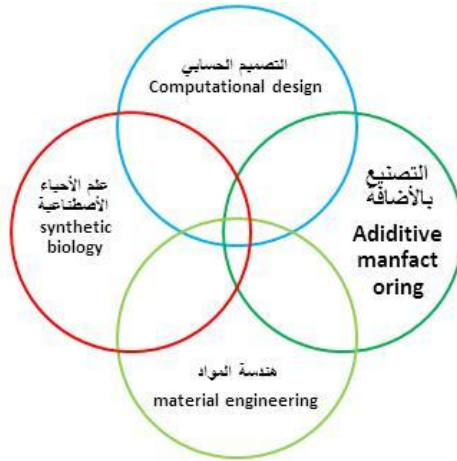 التصميم الحسابي
Computational design
علم الأحياء
الأصطناعية
synthetic
biology
التصنيع
بالأضافة
Adiditive
manfact
oring
هندسة المواد
material engineering